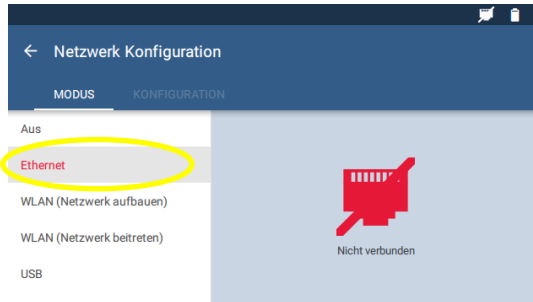 Netzwerk Konfiguration
MODUS KONFIGURATION
Aus
Ethernet
WLAN (Netzwerk aufbauen)
WLAN (Netzwerk beitreten)
Nicht verbunden
USB